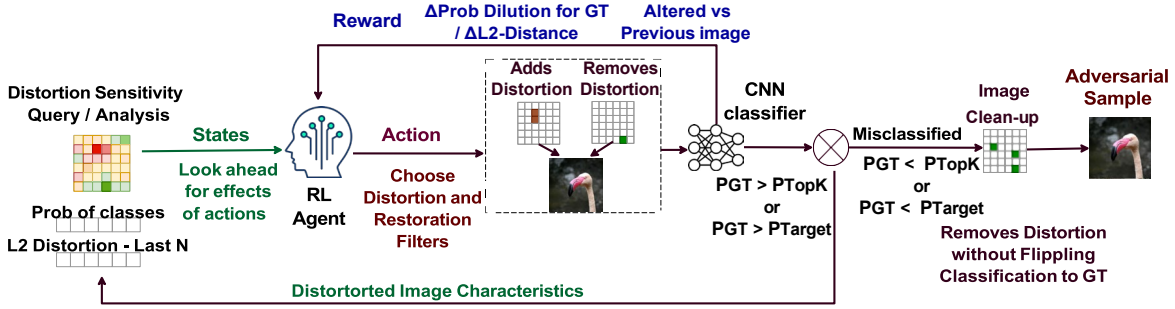 Reward
ΔProb Dilution for GT
/ ΔL2-Distance
Altered vs
Previous image
Distortion Sensitivity
Query / Analysis
States
Look ahead
for effects
of actions
Prob of classes
L2 Distortion - Last N
RL
Agent
Action
Choose
Distortion and
Restoration
Filters
Adds
Distortion
Removes
Distortion
CNN
classifier
PGT > PTopK
or
PGT > PTarget
Misclassified
PGT < PTopK
or
PGT < PTarget
Image
Clean-up
Removes Distortion
without Flippling
Classification to GT
Adversarial
Sample
Distortorted Image Characteristics